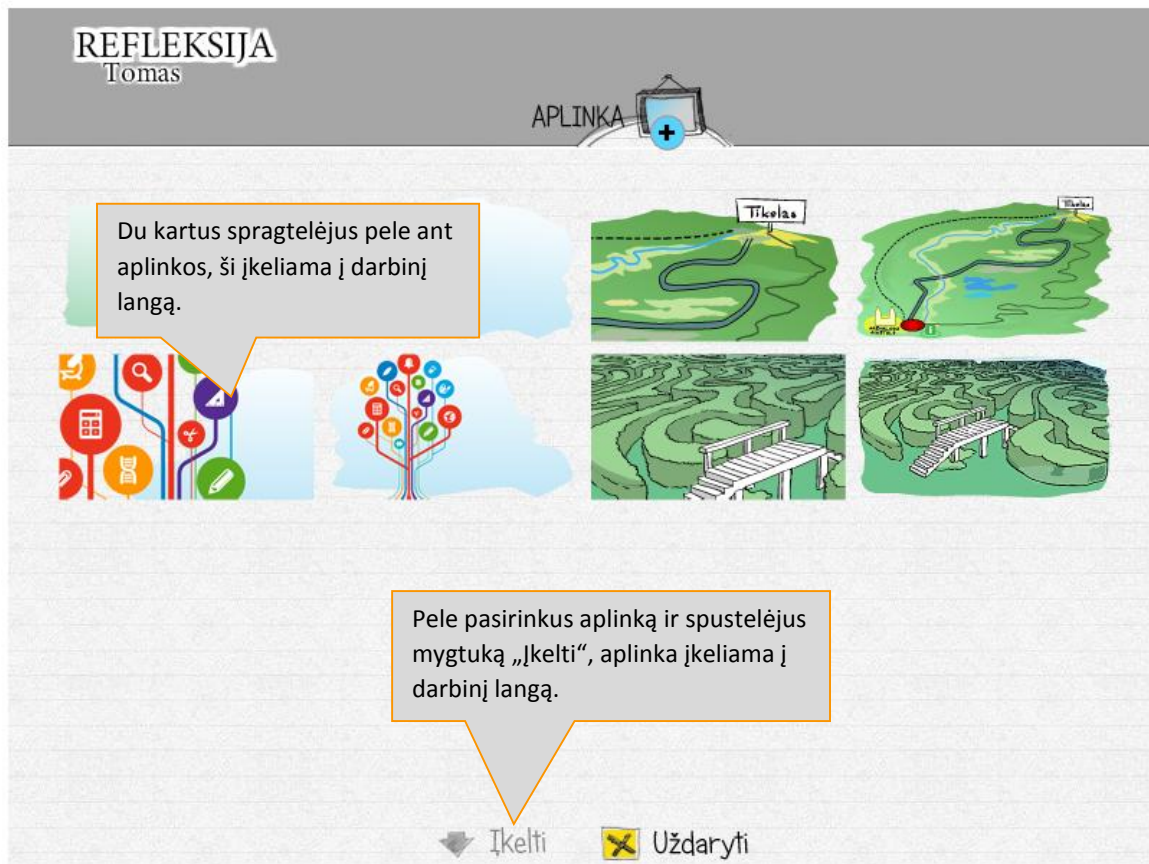 REFLEKSIJA
Tomas
APLINKA
Du kartus spragtelėjus pele ant
aplinkos, ši įkeliama į darbinį
langą.
Tikslas
Tikslas
Pele pasirinkus aplinką ir spustelėjus
mygtuką „Įkelti“, aplinka įkeliama į
darbinį langą.
Įkelti
Uždaryti